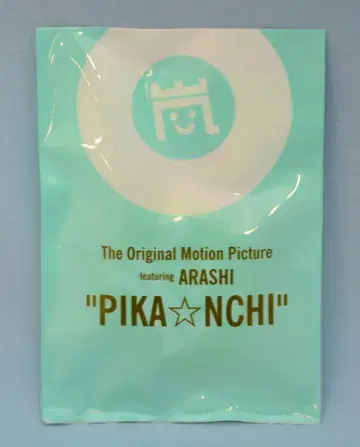 The Original Motion Picture
featuring ARASHI
"PIKA☆NCHI"